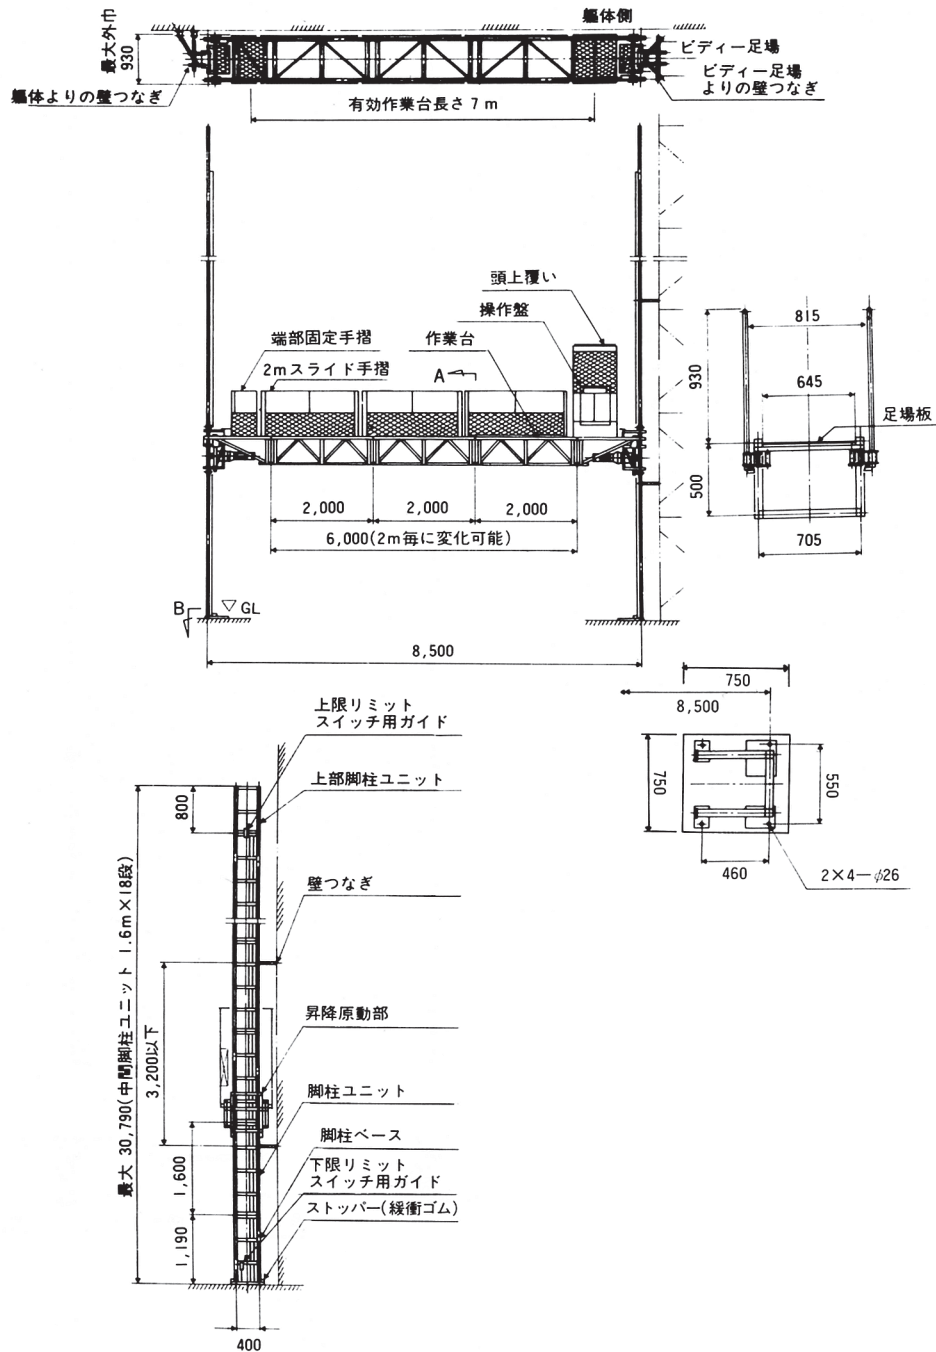 軀体側
最大外巾
930
ビディー足場
ビディー足場
よりの壁つなぎ
軀体よりの壁つなぎ
有効作業台長さ7m
頭上覆い
操作盤
端部固定手摺
作業台
2mスライド手摺
A
815
930
645
足場板
500
705
2,000
2,000
2,000
6,000(2m毎に変化可能)
B
GL
8,500
750
8,500
750
550
460
2×4—φ26
上限リミット
スイッチ用ガイド
上部脚柱ユニット
800
壁つなぎ
最大 30,790(中間脚柱ユニット 1.6m×18段)
3,200以下
昇降原動部
脚柱ユニット
脚柱ベース
下限リミット
スイッチ用ガイド
ストッパー(緩衝ゴム)
1,600
1,190
400